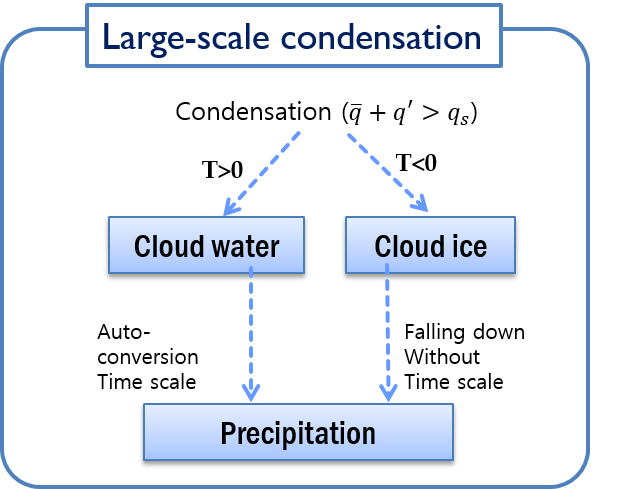 Large-scale condensation
Condensation (q̅ + q′ > qₛ)
T>0
T<0
Cloud water
Cloud ice
Auto-
conversion
Time scale
Falling down
Without
Time scale
Precipitation